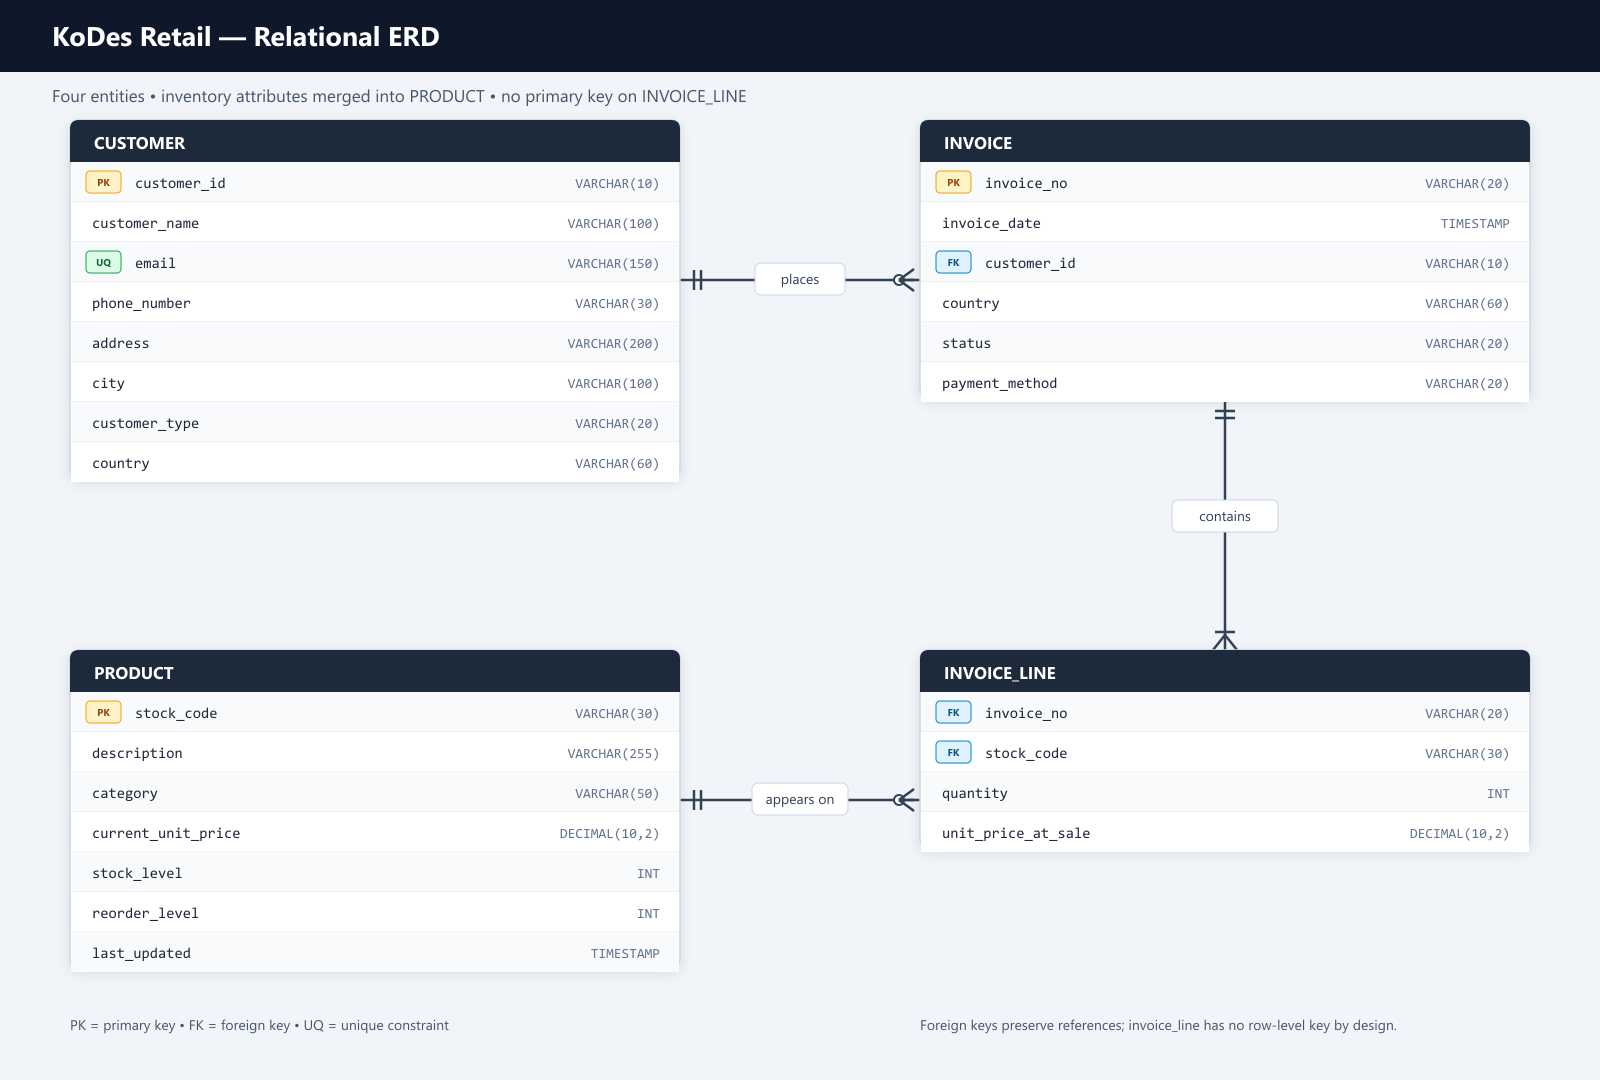 KoDes Retail — Relational ERD
Four entities • inventory attributes merged into PRODUCT • no primary key on INVOICE_LINE
CUSTOMER
PK customer_id VARCHAR(10)
customer_name VARCHAR(100)
UQ email VARCHAR(150)
phone_number VARCHAR(30)
address VARCHAR(200)
city VARCHAR(100)
customer_type VARCHAR(20)
country VARCHAR(60)
places
INVOICE
PK invoice_no VARCHAR(20)
invoice_date TIMESTAMP
FK customer_id VARCHAR(10)
country VARCHAR(60)
status VARCHAR(20)
payment_method VARCHAR(20)
contains
PRODUCT
PK stock_code VARCHAR(30)
description VARCHAR(255)
category VARCHAR(50)
current_unit_price DECIMAL(10,2)
stock_level INT
reorder_level INT
last_updated TIMESTAMP
appears on
INVOICE_LINE
FK invoice_no VARCHAR(20)
FK stock_code VARCHAR(30)
quantity INT
unit_price_at_sale DECIMAL(10,2)
PK = primary key • FK = foreign key • UQ = unique constraint
Foreign keys preserve references; invoice_line has no row-level key by design.